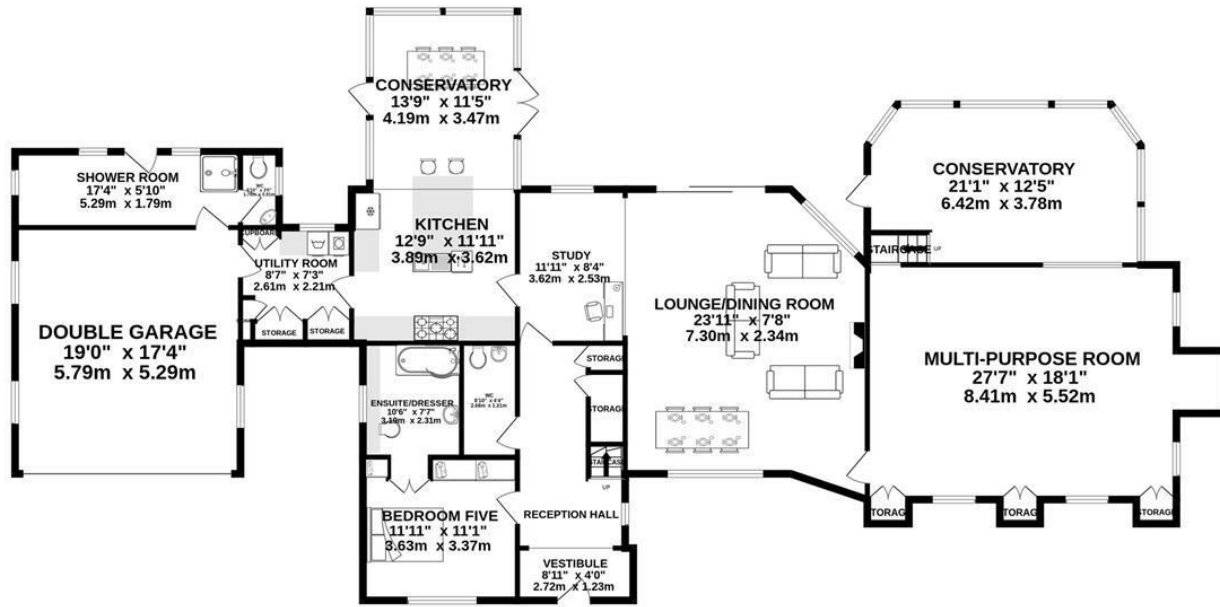 CONSERVATORY
13'9" x 11'5"
4.19m x 3.47m
SHOWER ROOM
17'4" x 5'10"
5.29m x 1.79m
WC
CONSERVATORY
21'1" x 12'5"
6.42m x 3.78m
STAIRCASE
UP
CUPBOARD
UTILITY ROOM
8'7" x 7'3"
2.61m x 2.21m
STORAGE
STORAGE
KITCHEN
12'9" x 11'11"
3.89m x 3.62m
STUDY
11'11" x 8'4"
3.62m x 2.53m
LOUNGE/DINING ROOM
23'11" x 7'8"
7.30m x 2.34m
DOUBLE GARAGE
19'0" x 17'4"
5.79m x 5.29m
MULTI-PURPOSE ROOM
27'7" x 18'1"
8.41m x 5.52m
STORAGE
STORAGE
ENSUITE/DRESSER
10'6" x 7'7"
3.19m x 2.31m
WC
STAIRCASE
UP
BEDROOM FIVE
11'11" x 11'1"
3.63m x 3.37m
RECEPTION HALL
VESTIBULE
8'11" x 4'0"
2.72m x 1.23m
TORAG
TORAG
STORAGE